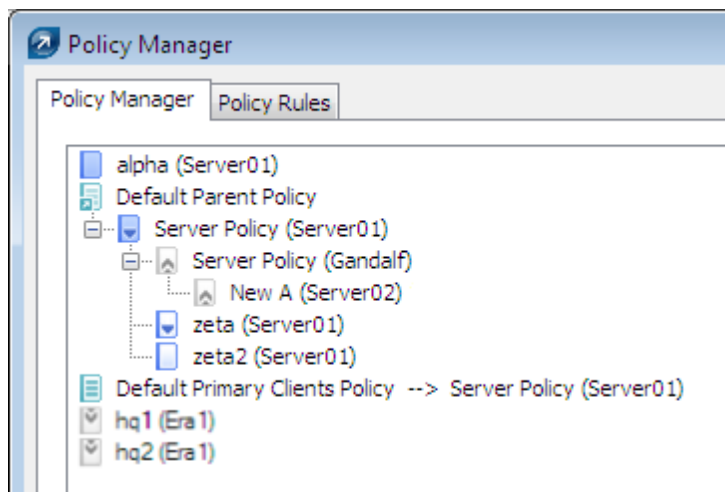 Policy Manager
Policy Manager Policy Rules
alpha (Server01)
Default Parent Policy
Server Policy (Server01)
Server Policy (Gandalf)
New A (Server02)
zeta (Server01)
zeta2 (Server01)
Default Primary Clients Policy --> Server Policy (Server01)
hq1 (Era1)
hq2 (Era1)